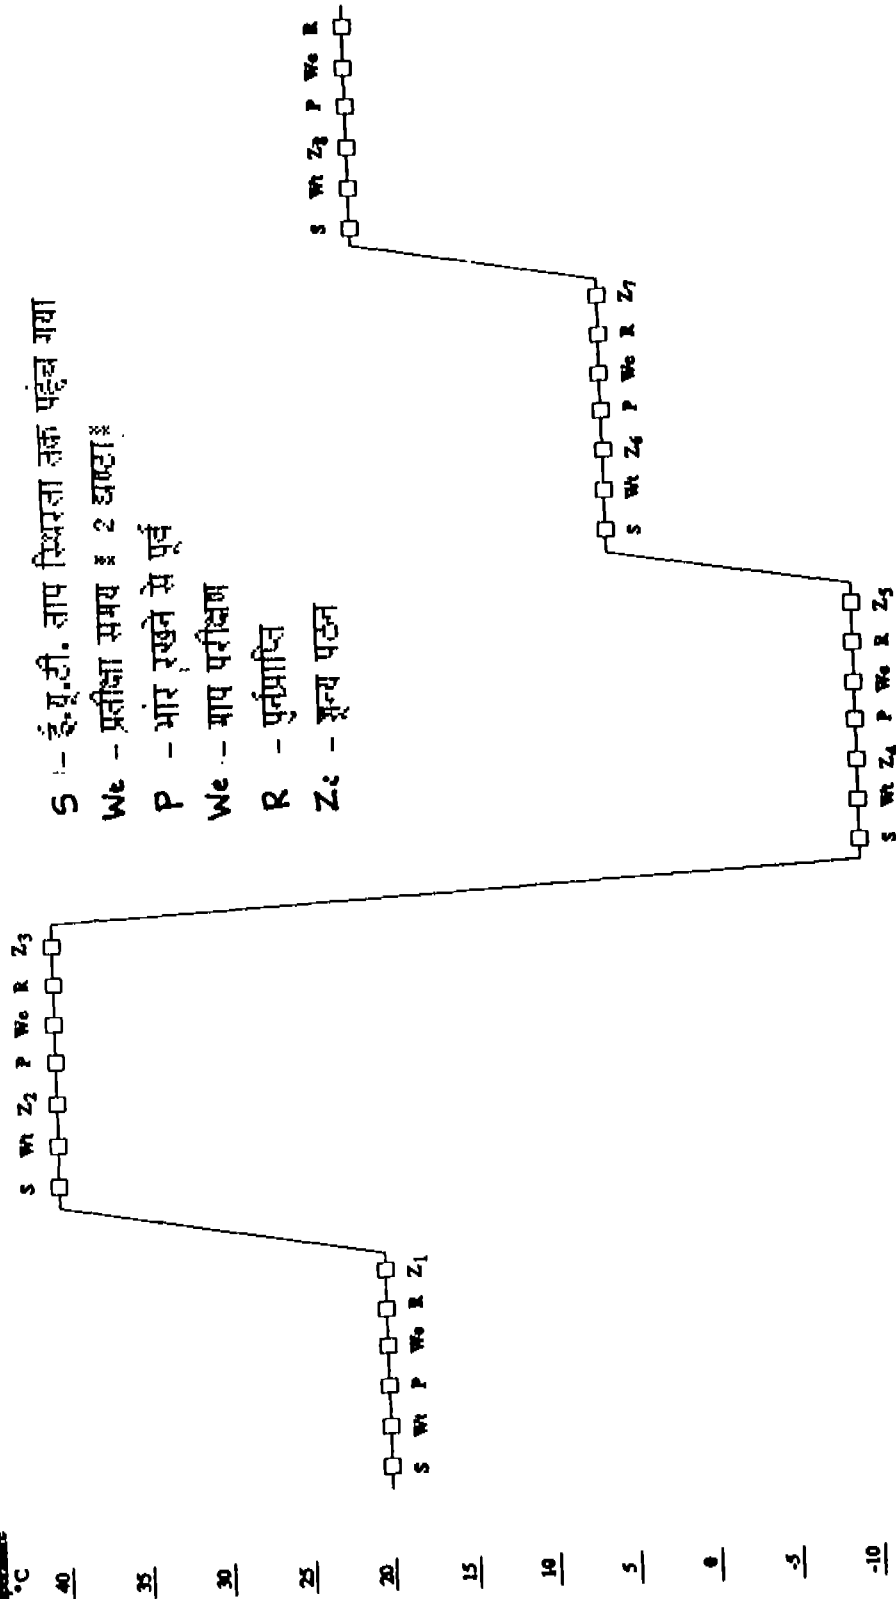 °C
40
35
30
25
20
15
10
5
0
-5
-10
S Wt P We R Z1
S Wt Z2 P We R Z3
S Wt Z4 P We R Z5
S Wt Z6 P We R Z7
S Wt Z8 P We R
S - ई.यू.टी. ताप स्थिरता तक पहुंच गया
We - प्रतीक्षा समय ॥ 2 घण्टा॥
P - भार रखने से पूर्व
We - माप परीक्षण
R - पुर्नप्राप्ति
Zi - शून्य पठन